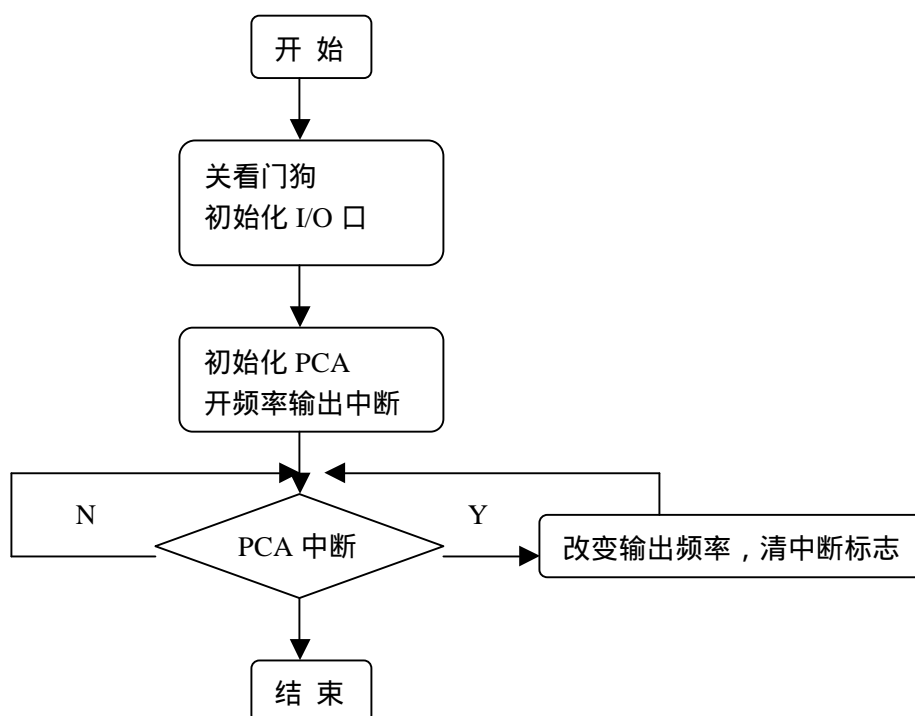 开 始
关看门狗
初始化 I/O 口
初始化 PCA
开频率输出中断
N
Y
PCA 中断
改变输出频率，清中断标志
结 束